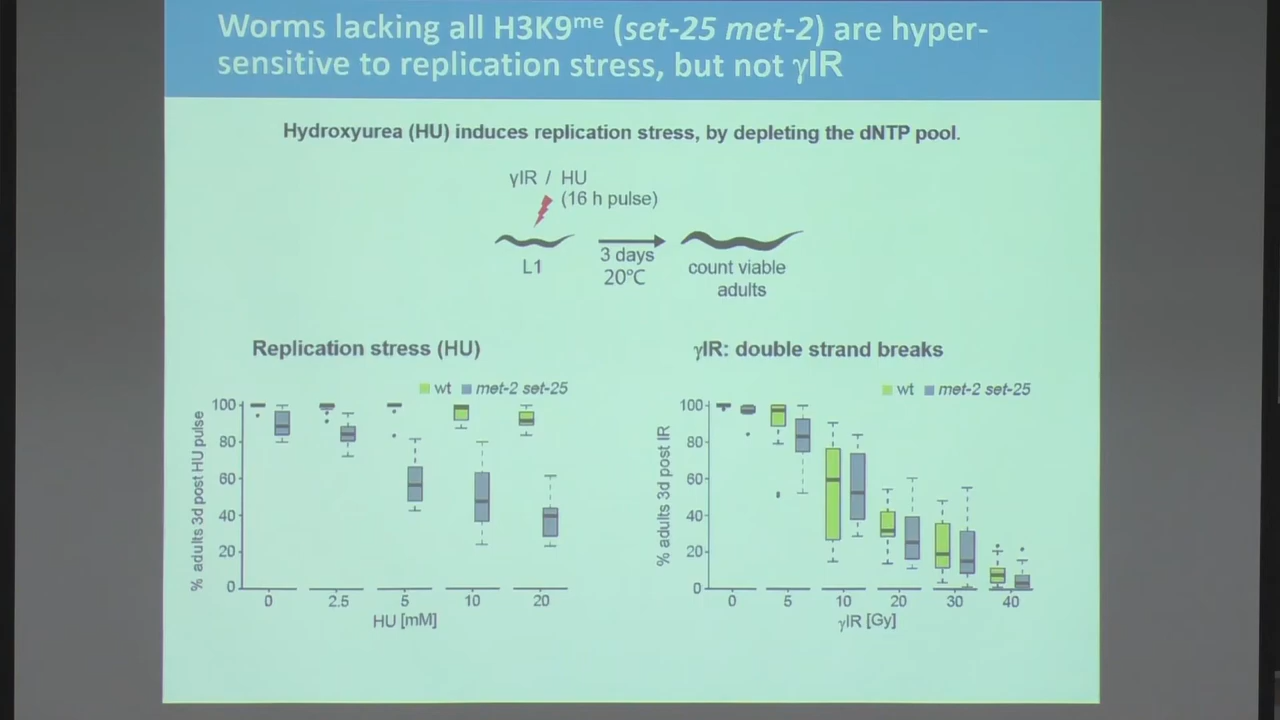 Worms lacking all H3K9me (set-25 met-2) are hyper-
sensitive to replication stress, but not γIR
Hydroxyurea (HU) induces replication stress, by depleting the dNTP pool.
γIR / HU
(16 h pulse)
L1
3 days
20°C
count viable
adults
Replication stress (HU)
wt met-2 set-25
% adults 3d post HU pulse
100
80
60
40
20
0
0 2.5 5 10 20
HU [mM]
γIR: double strand breaks
wt met-2 set-25
% adults 3d post IR
100
80
60
40
20
0
0 5 10 20 30 40
γIR [Gy]